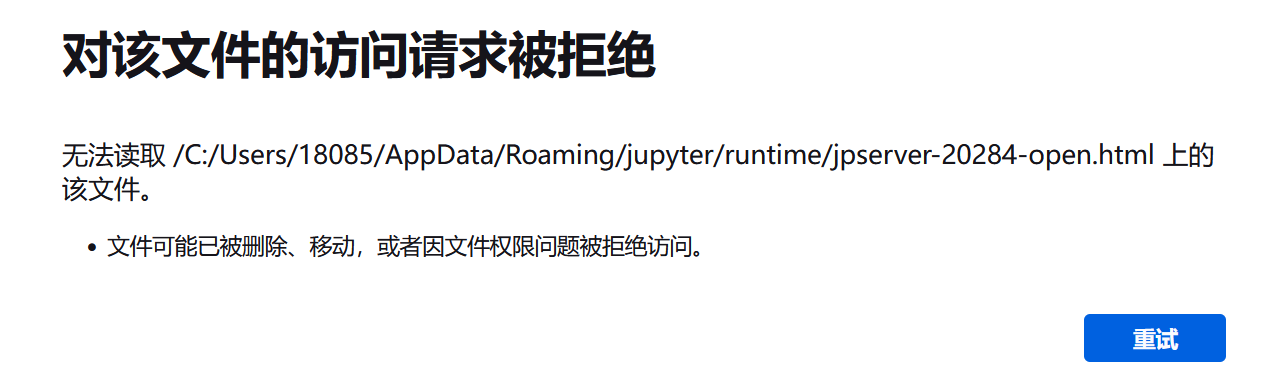 对该文件的访问请求被拒绝
无法读取 /C:/Users/18085/AppData/Roaming/jupyter/runtime/jpserver-20284-open.html 上的
该文件。
• 文件可能已被删除、移动，或者因文件权限问题被拒绝访问。
重试